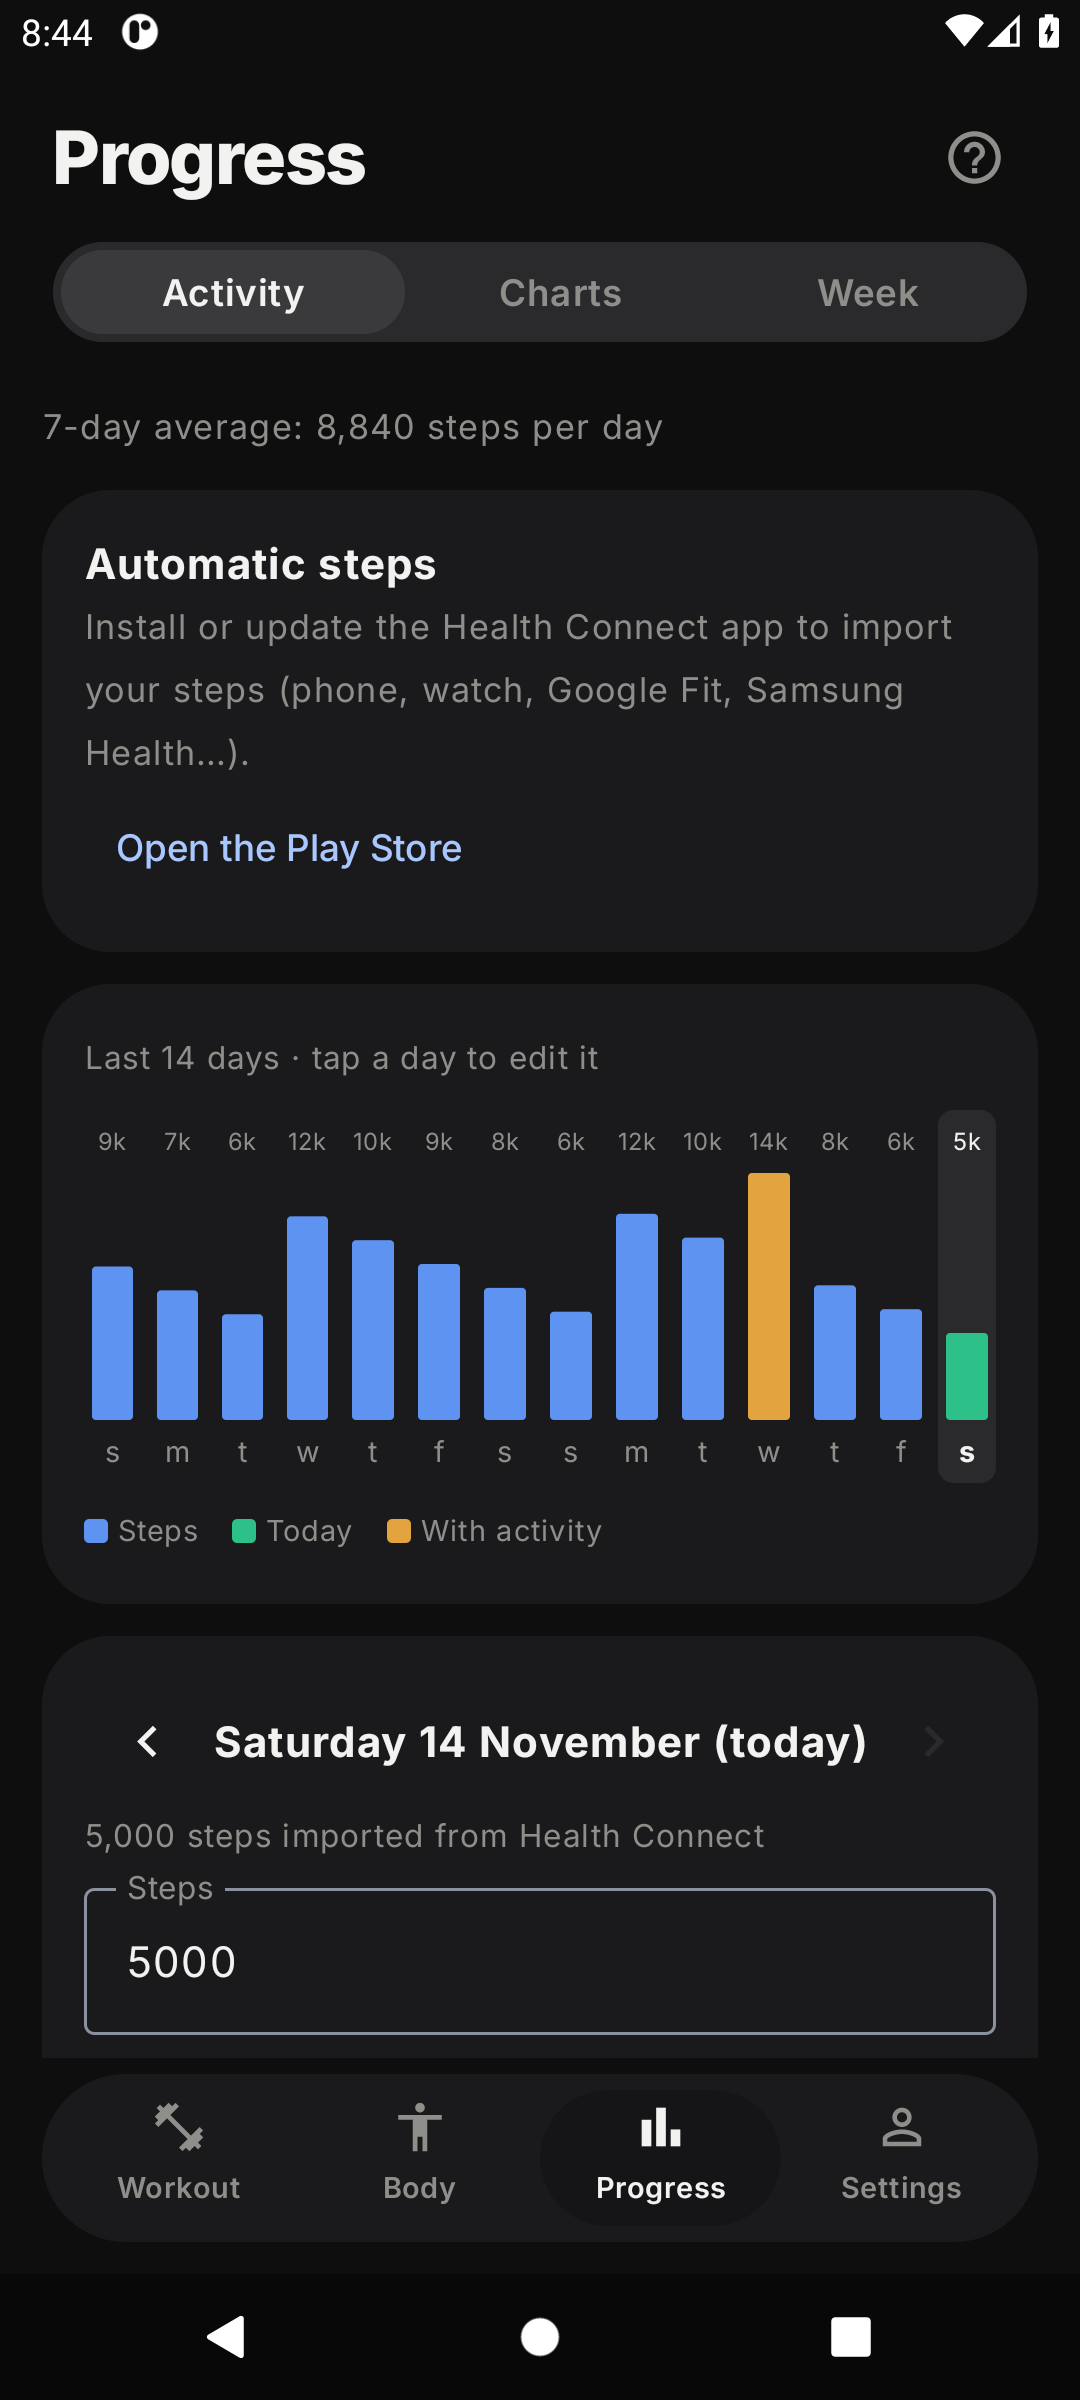 8:44
Progress
Activity Charts Week
7-day average: 8,840 steps per day
Automatic steps
Install or update the Health Connect app to import
your steps (phone, watch, Google Fit, Samsung
Health...).
Open the Play Store
Last 14 days · tap a day to edit it
9k 7k 6k 12k 10k 9k 8k 6k 12k 10k 14k 8k 6k 5k
s m t w t f s s m t w t f s
Steps Today With activity
Saturday 14 November (today)
5,000 steps imported from Health Connect
Steps
5000
Workout Body Progress Settings